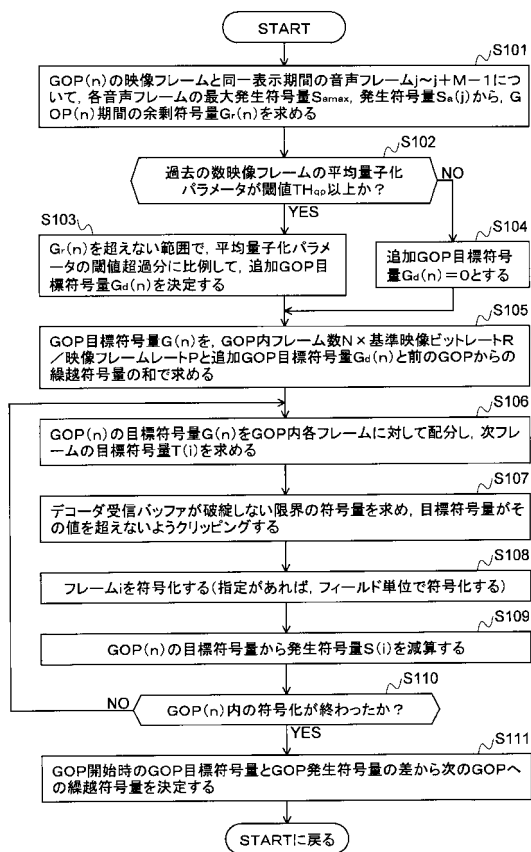 START
S101
GOP(n)の映像フレームと同一表示期間の音声フレームj～j＋M－1につ
いて，各音声フレームの最大発生符号量Samax，発生符号量Sa(j)から，G
OP(n)期間の余剰符号量Gr(n)を求める
S102
過去の数映像フレームの平均量子化
パラメータが閾値THqp以上か？
NO
YES
S103
Gr(n)を超えない範囲で，平均量子化パラメ
ータの閾値超過分に比例して，追加GOP目
標符号量Gd(n)を決定する
S104
追加GOP目標符号
量Gd(n)＝0とする
S105
GOP目標符号量G(n)を，GOP内フレーム数N×基準映像ビットレートR
／映像フレームレートPと追加GOP目標符号量Gd(n)と前のGOPからの
繰越符号量の和で求める
S106
GOP(n)の目標符号量G(n)をGOP内各フレームに対して配分し，次フ
レームの目標符号量T(i)を求める
S107
デコーダ受信バッファが破綻しない限界の符号量を求め，目標符号量が
その値を超えないようクリッピングする
S108
フレームiを符号化する(指定があれば，フィールド単位で符号化する)
S109
GOP(n)の目標符号量から発生符号量S(i)を減算する
S110
NO
GOP(n)内の符号化が終わったか？
YES
S111
GOP開始時のGOP目標符号量とGOP発生符号量の差から次のGOPへ
の繰越符号量を決定する
STARTに戻る